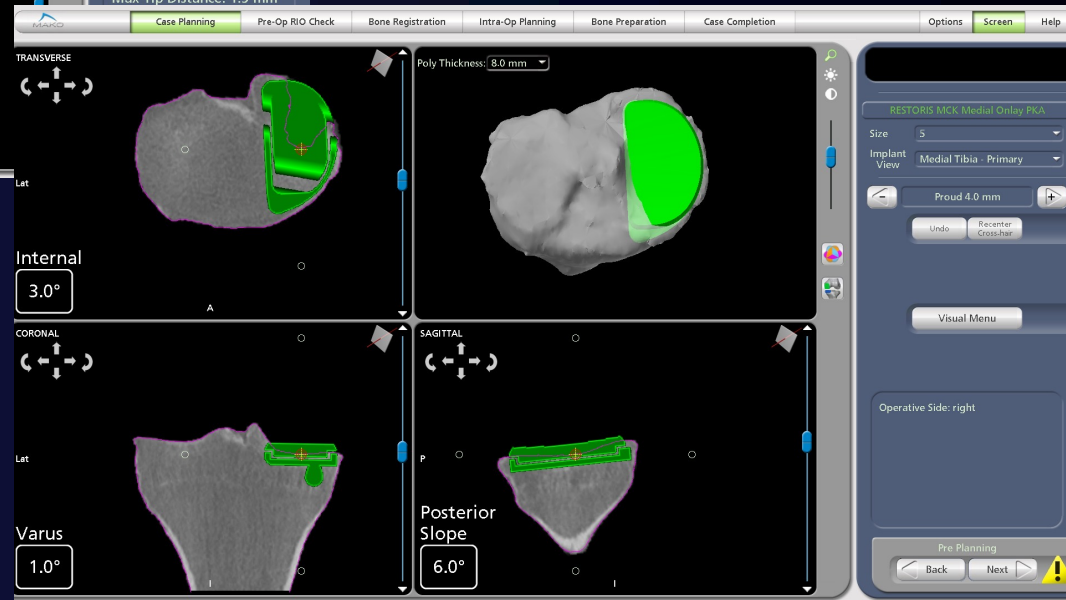 Max Tip Distance: 1.5 mm
MAKO
Case Planning
Pre-Op RIO Check
Bone Registration
Intra-Op Planning
Bone Preparation
Case Completion
Options
Screen
Help
TRANSVERSE
Lat
Internal
3.0°
A
Poly Thickness: 8.0 mm
CORONAL
Lat
Varus
1.0°
I
SAGITTAL
P
Posterior
Slope
6.0°
I
RESTORIS MCK Medial Onlay PKA
Size 5
Implant
View
Medial Tibia - Primary
- Proud 4.0 mm +
Undo
Recenter
Cross-hair
Visual Menu
Operative Side: right
Pre Planning
Back
Next
!